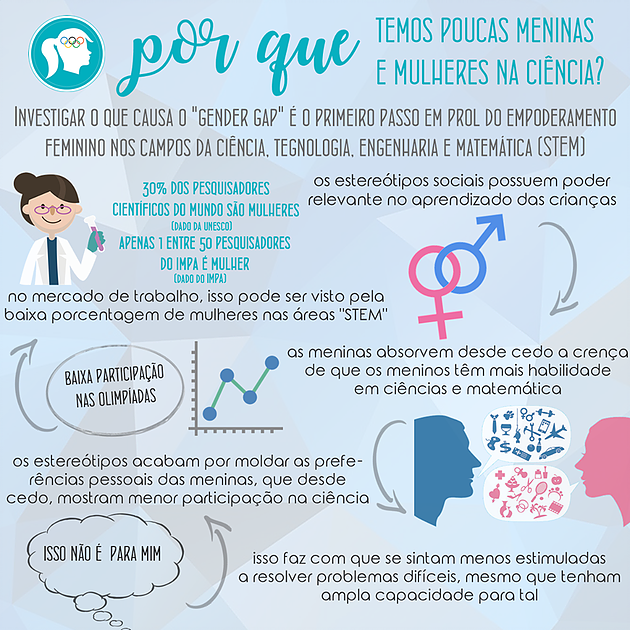 por que
TEMOS POUCAS MENINAS
E MULHERES NA CIÊNCIA?
INVESTIGAR O QUE CAUSA O "GENDER GAP" É O PRIMEIRO PASSO EM PROL DO EMPODERAMENTO
FEMININO NOS CAMPOS DA CIÊNCIA, TEGNOLOGIA, ENGENHARIA E MATEMÁTICA (STEM)
30% DOS PESQUISADORES
CIENTÍFICOS DO MUNDO SÃO MULHERES
(DADO DA UNESCO)
APENAS 1 ENTRE 50 PESQUISADORES
DO IMPA É MULHER
(DADO DO IMPA)
os estereótipos sociais possuem poder
relevante no aprendizado das crianças
no mercado de trabalho, isso pode ser visto pela
baixa porcentagem de mulheres nas áreas "STEM"
as meninas absorvem desde cedo a crença
de que os meninos têm mais habilidade
em ciências e matemática
BAIXA PARTICIPAÇÃO
NAS OLIMPÍADAS
os estereótipos acabam por moldar as prefe-
rências pessoais das meninas, que desde
cedo, mostram menor participação na ciência
ISSO NÃO É PARA MIM
isso faz com que se sintam menos estimuladas
a resolver problemas difíceis, mesmo que tenham
ampla capacidade para tal